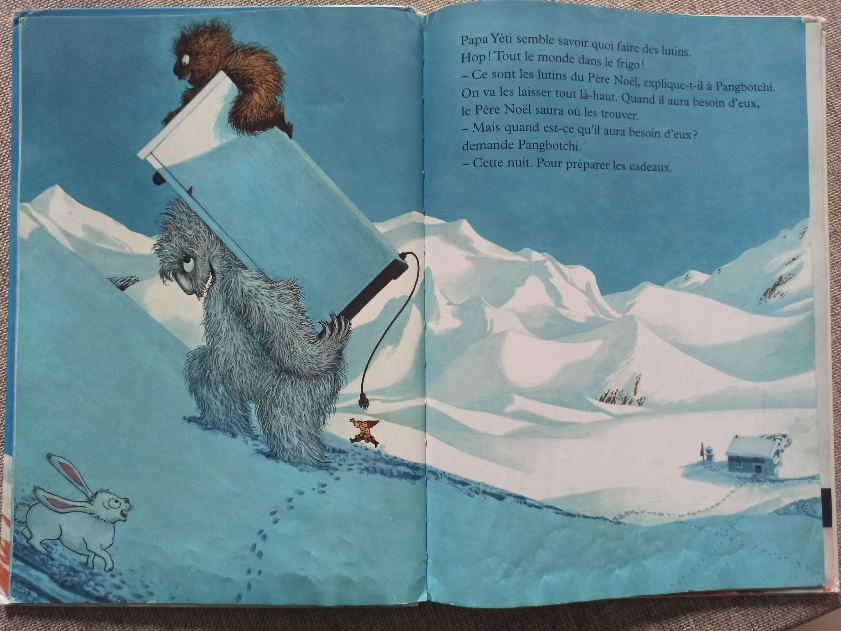 Papa Yéti semble savoir quoi faire des lutins.
Hop ! Tout le monde dans le frigo !
– Ce sont les lutins du Père Noël, explique-t-il à Pangbotchi.
On va les laisser tout là-haut. Quand il aura besoin d'eux,
le Père Noël saura où les trouver.
– Mais quand est-ce qu'il aura besoin d'eux ?
demande Pangbotchi.
– Cette nuit. Pour préparer les cadeaux.